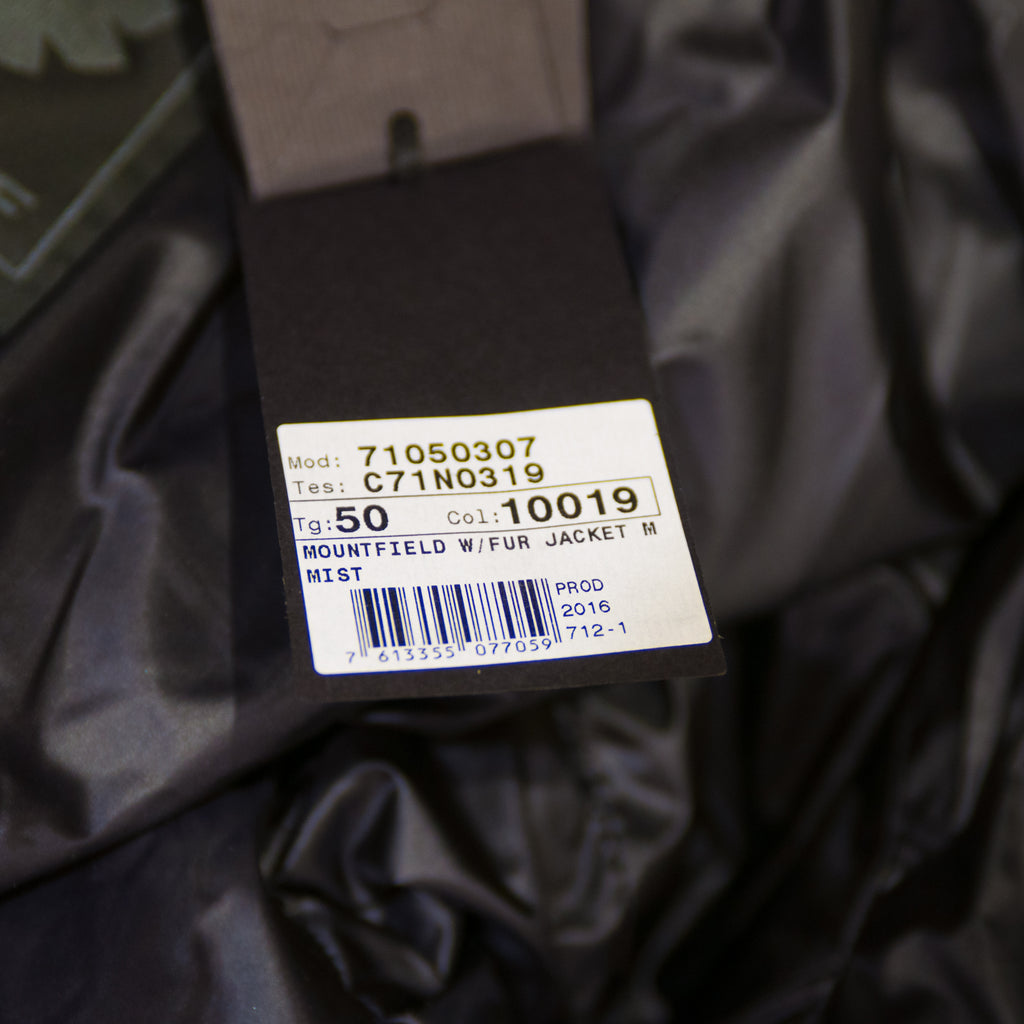 Mod: 71050307
Tes: C71N0319
Tg:50 Col:10019
MOUNTFIELD W/FUR JACKET M
MIST
PROD
2016
712-1
7 613355 077059